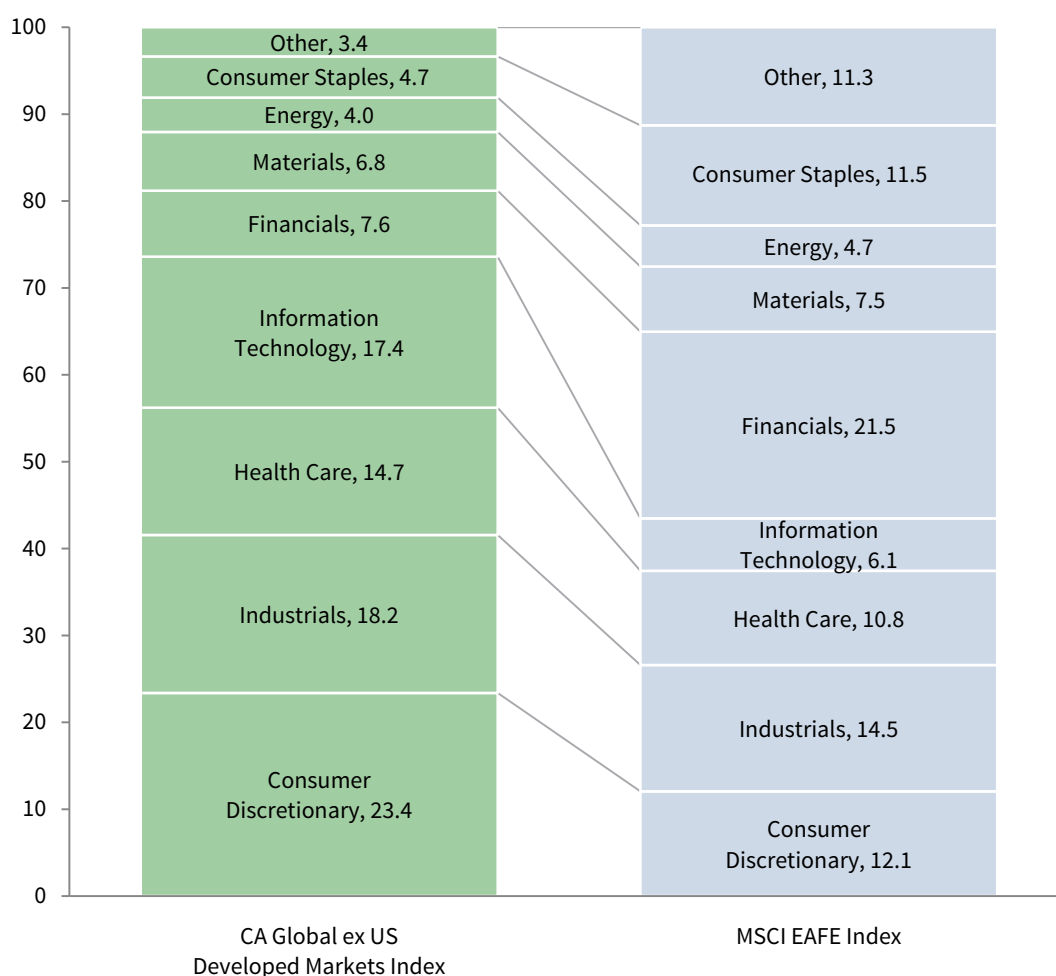 100
90
80
70
60
50
40
30
20
10
0
Other, 3.4
Consumer Staples, 4.7
Energy, 4.0
Materials, 6.8
Financials, 7.6
Information
Technology, 17.4
Health Care, 14.7
Industrials, 18.2
Consumer
Discretionary, 23.4
Other, 11.3
Consumer Staples, 11.5
Energy, 4.7
Materials, 7.5
Financials, 21.5
Information
Technology, 6.1
Health Care, 10.8
Industrials, 14.5
Consumer
Discretionary, 12.1
CA Global ex US
Developed Markets Index
MSCI EAFE Index